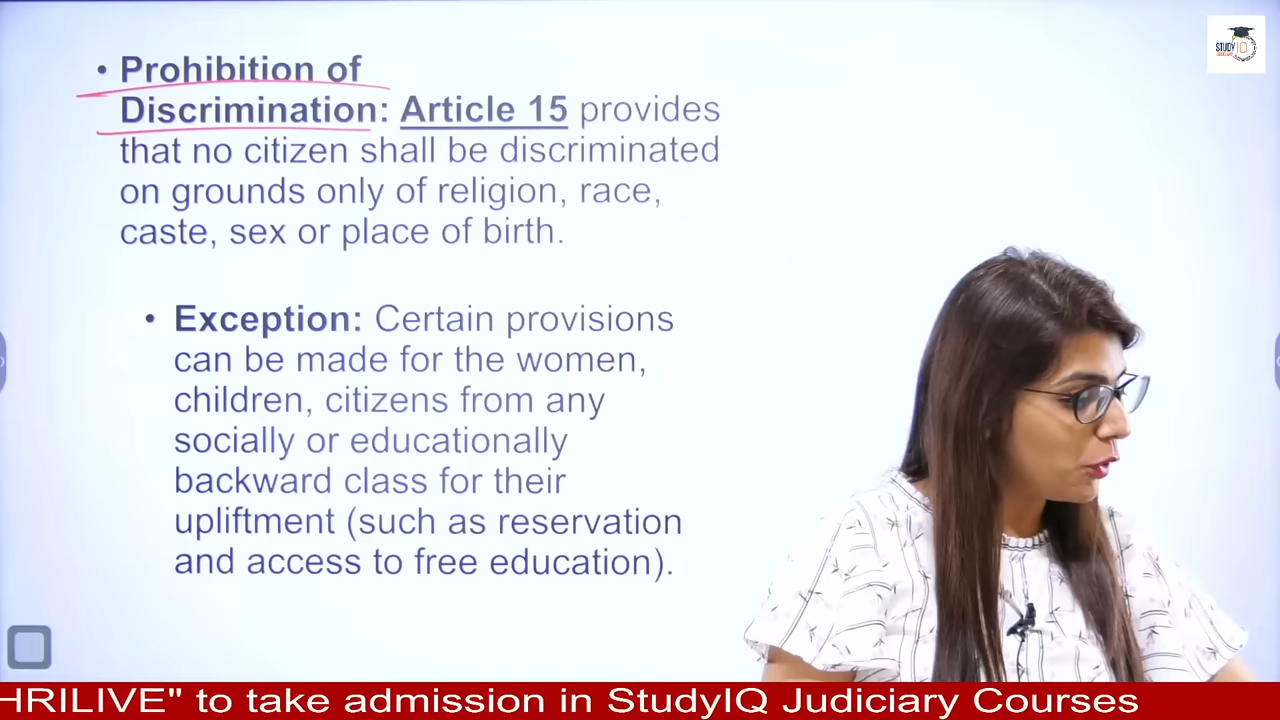 STUDY IQ
• Prohibition of
Discrimination: Article 15 provides
that no citizen shall be discriminated
on grounds only of religion, race,
caste, sex or place of birth.
• Exception: Certain provisions
can be made for the women,
children, citizens from any
socially or educationally
backward class for their
upliftment (such as reservation
and access to free education).
HRILIVE" to take admission in StudyIQ Judiciary Courses